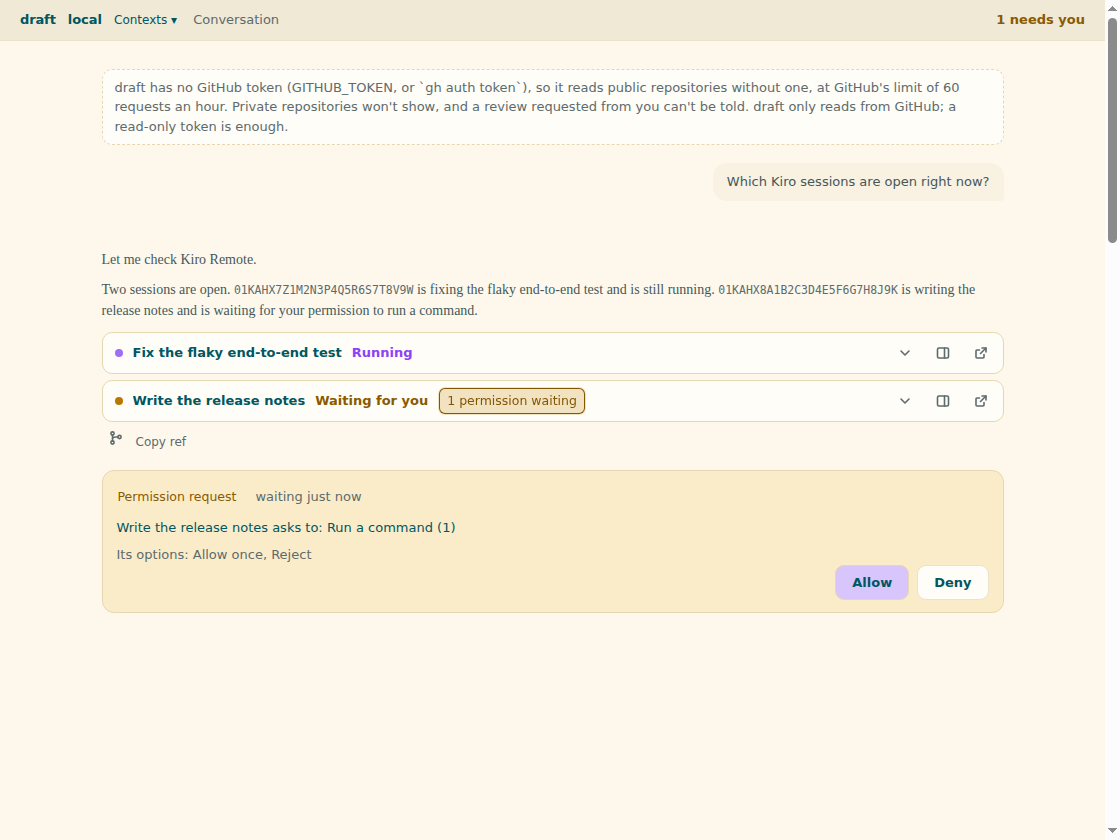 draft local Contexts ▾ Conversation 1 needs you
draft has no GitHub token (GITHUB_TOKEN, or `gh auth token`), so it reads public repositories without one, at GitHub's limit of 60
requests an hour. Private repositories won't show, and a review requested from you can't be told. draft only reads from GitHub; a
read-only token is enough.
Which Kiro sessions are open right now?
Let me check Kiro Remote.
Two sessions are open. 01KAHX7Z1M2N3P4Q5R6S7T8V9W is fixing the flaky end-to-end test and is still running. 01KAHX8A1B2C3D4E5F6G7H8J9K is writing the
release notes and is waiting for your permission to run a command.
Fix the flaky end-to-end test Running
Write the release notes Waiting for you 1 permission waiting
Copy ref
Permission request waiting just now
Write the release notes asks to: Run a command (1)
Its options: Allow once, Reject
Allow Deny